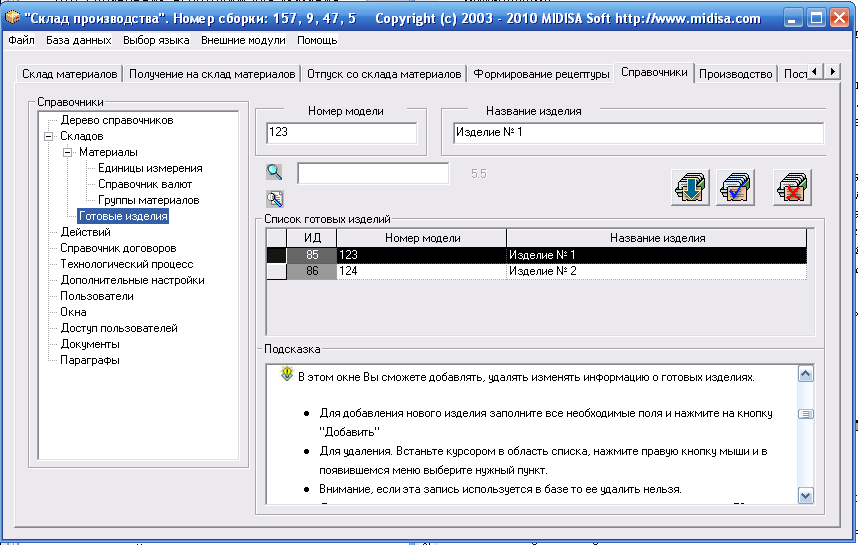 "Склад производства". Номер сборки: 157, 9, 47, 5 Copyright (c) 2003 - 2010 MIDISA Soft http://www.midisa.com
Файл База данных Выбор языка Внешние модули Помощь
Склад материалов Получение на склад материалов Отпуск со склада материалов Формирование рецептуры Справочники Производство Пост
Справочники
Дерево справочников
Складов
Материалы
Единицы измерения
Справочник валют
Группы материалов
Готовые изделия
Действий
Справочник договоров
Технологический процесс
Дополнительные настройки
Пользователи
Окна
Доступ пользователей
Документы
Параграфы
Номер модели Название изделия
123 Изделие № 1
5.5
Список готовых изделий
ИД Номер модели Название изделия
85 123 Изделие № 1
86 124 Изделие № 2
Подсказка
В этом окне Вы сможете добавлять, удалять изменять информацию о готовых изделиях.
• Для добавления нового изделия заполните все необходимые поля и нажмите на кнопку
"Добавить"
• Для удаления. Встаньте курсором в область списка, нажмите правую кнопку мыши и в
появившемся меню выберите нужный пункт.
• Внимание, если эта запись используется в базе то ее удалить нельзя.